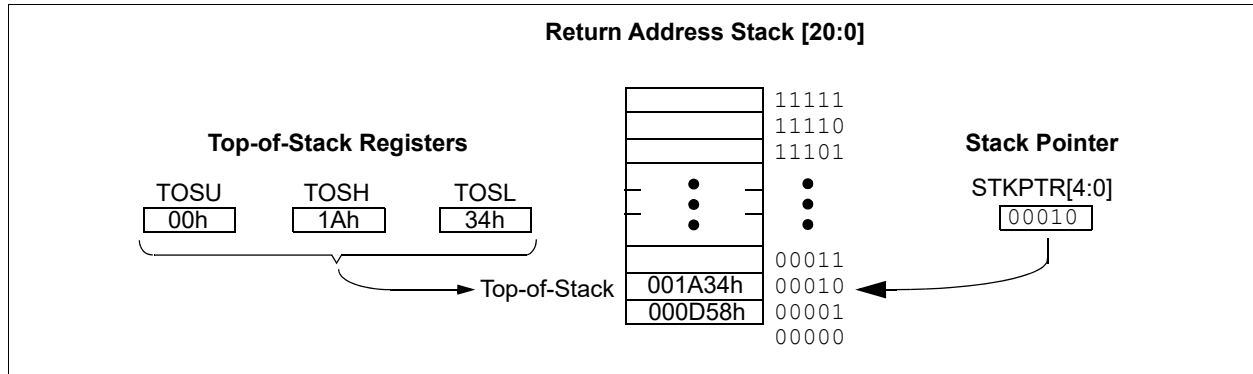 Return Address Stack [20:0]
Top-of-Stack Registers
TOSU TOSH TOSL
00h 1Ah 34h
Top-of-Stack
11111
11110
11101
00011
001A34h 00010
000D58h 00001
00000
Stack Pointer
STKPTR[4:0]
00010